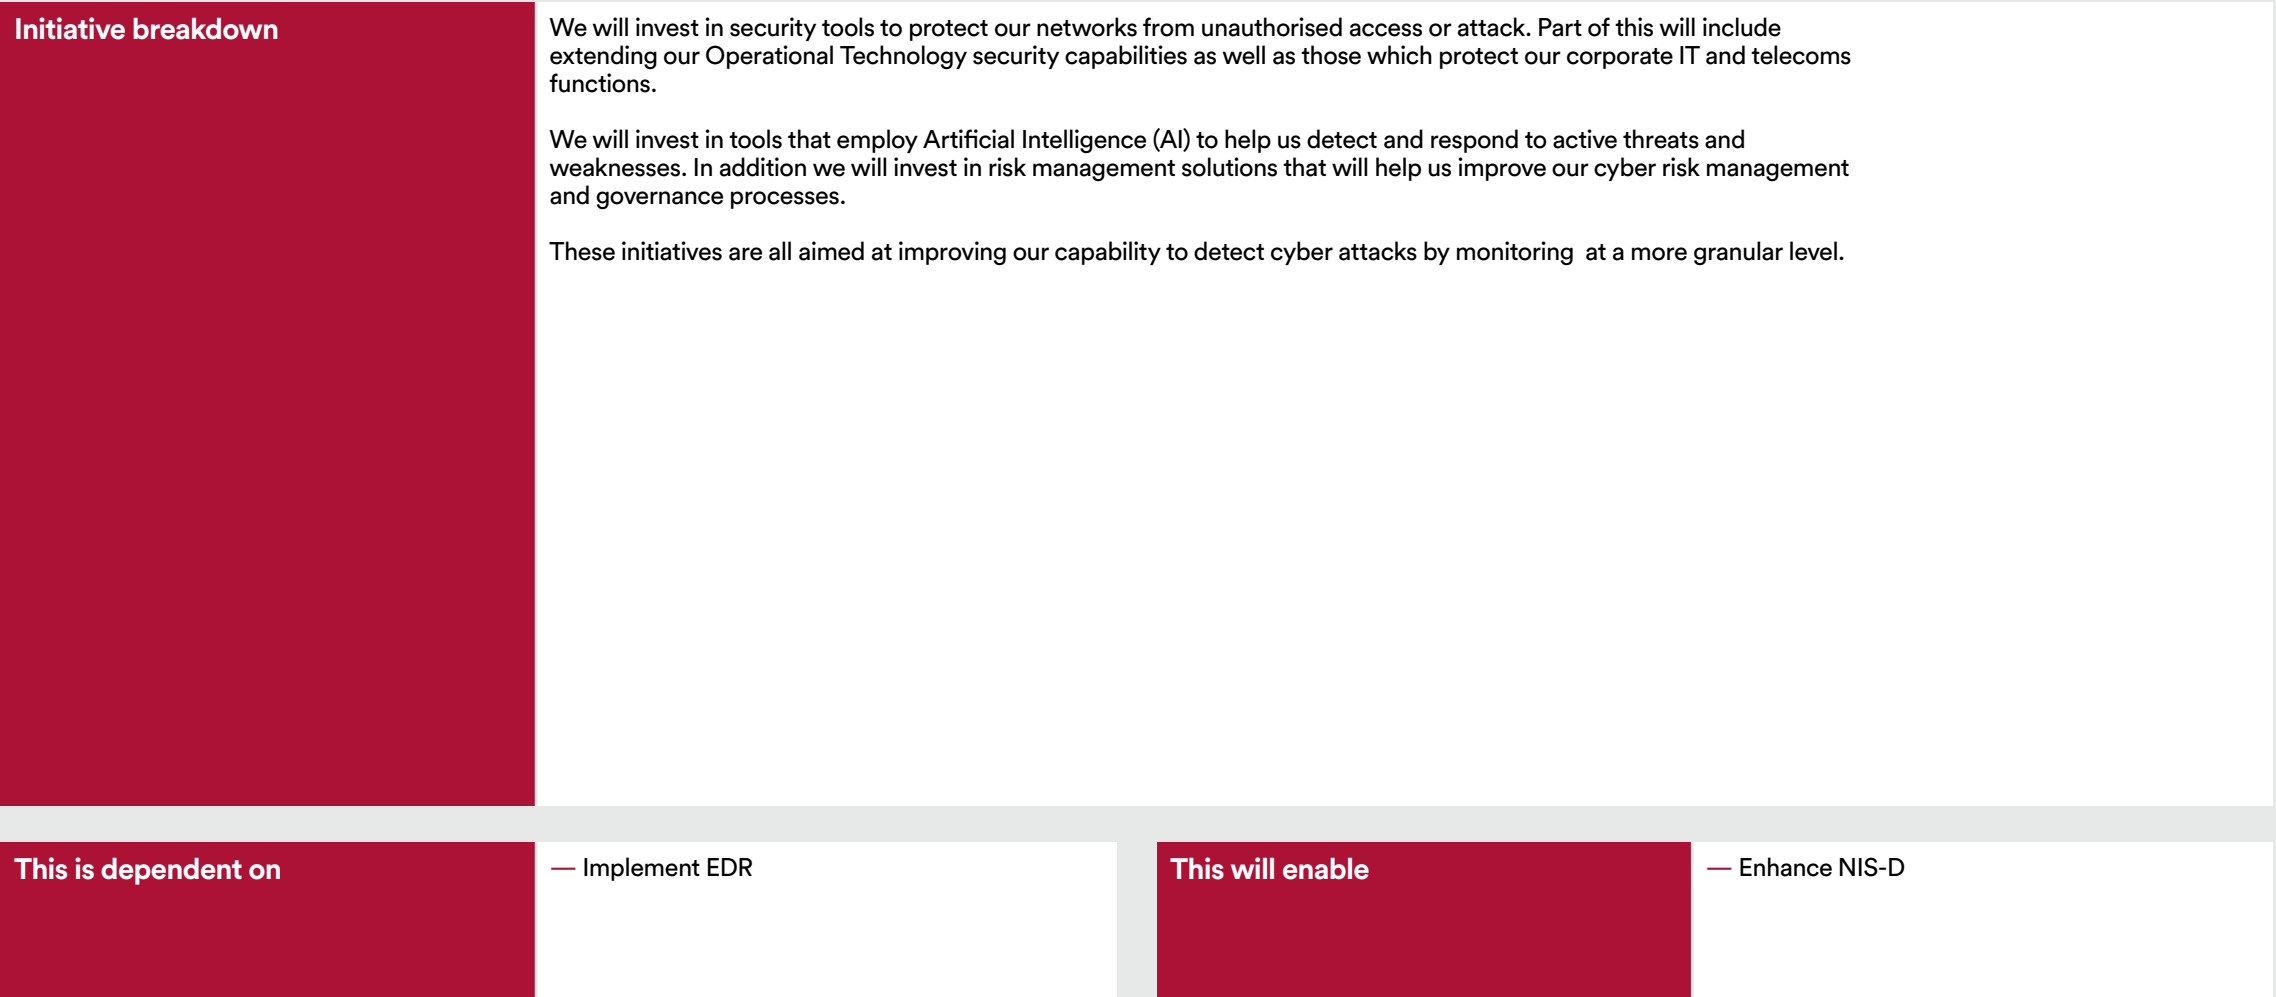 Initiative breakdown
We will invest in security tools to protect our networks from unauthorised access or attack. Part of this will include
extending our Operational Technology security capabilities as well as those which protect our corporate IT and telecoms
functions.
We will invest in tools that employ Artificial Intelligence (AI) to help us detect and respond to active threats and
weaknesses. In addition we will invest in risk management solutions that will help us improve our cyber risk management
and governance processes.
These initiatives are all aimed at improving our capability to detect cyber attacks by monitoring  at a more granular level.
This is dependent on
— Implement EDR
This will enable
— Enhance NIS-D